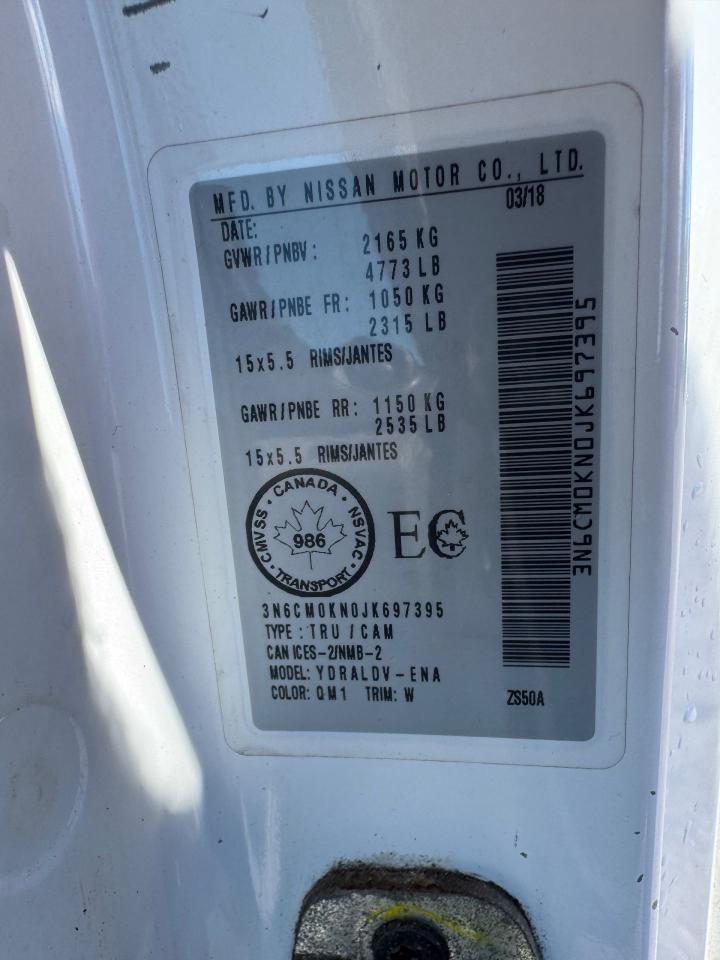 MFD. BY NISSAN MOTOR CO., LTD.
DATE: 03/18
GVWR/PNBV: 2165 KG
4773 LB
GAWR/PNBE FR: 1050 KG
2315 LB
15x5.5 RIMS/JANTES
GAWR/PNBE RR: 1150 KG
2535 LB
15x5.5 RIMS/JANTES
CANADA
CMVSS · NSVAC
986
TRANSPORT
EC
3N6CM0KN0JK697395
TYPE: TRU/CAM
CAN ICES-2/NMB-2
MODEL: YDRALDV-ENA
COLOR: QM1 TRIM: W
ZS50A
3N6CM0KN0JK697395